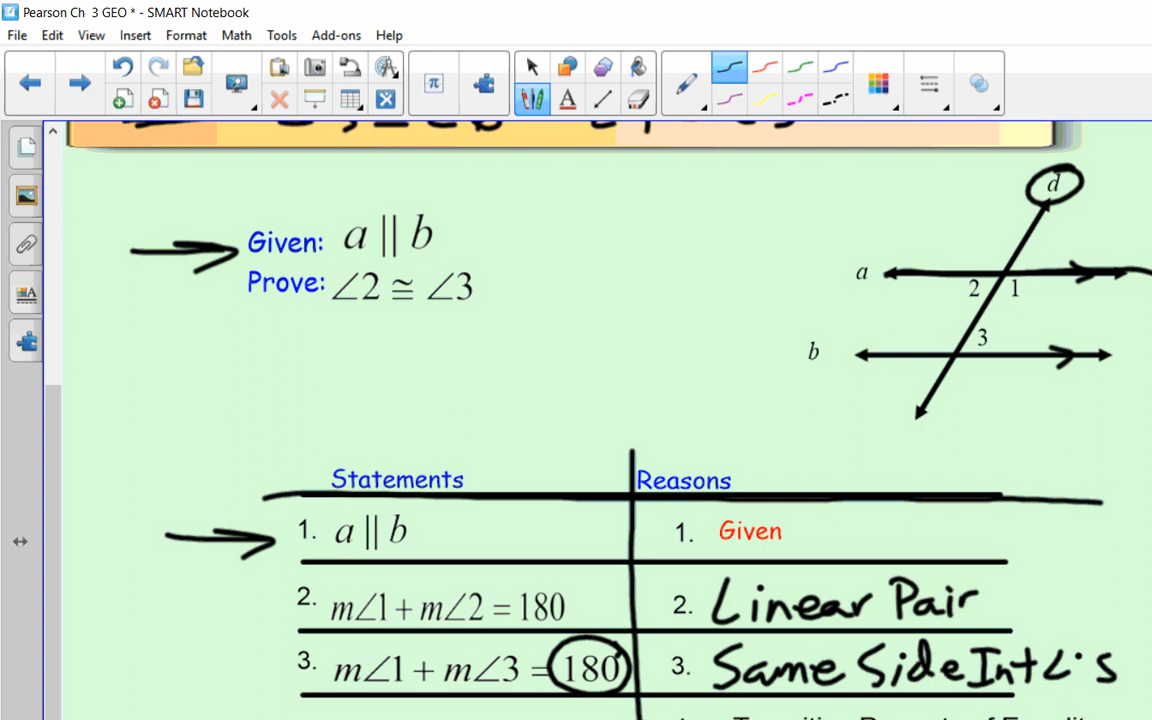 Pearson Ch 3 GEO * - SMART Notebook
File Edit View Insert Format Math Tools Add-ons Help
π A
d
Given: a || b
Prove: ∠2 ≅ ∠3
a
2 1
3
b
Statements Reasons
1. a || b 1. Given
2. m∠1 + m∠2 = 180 2. Linear Pair
3. m∠1 + m∠3 = 180 3. Same Side Int ∠'s